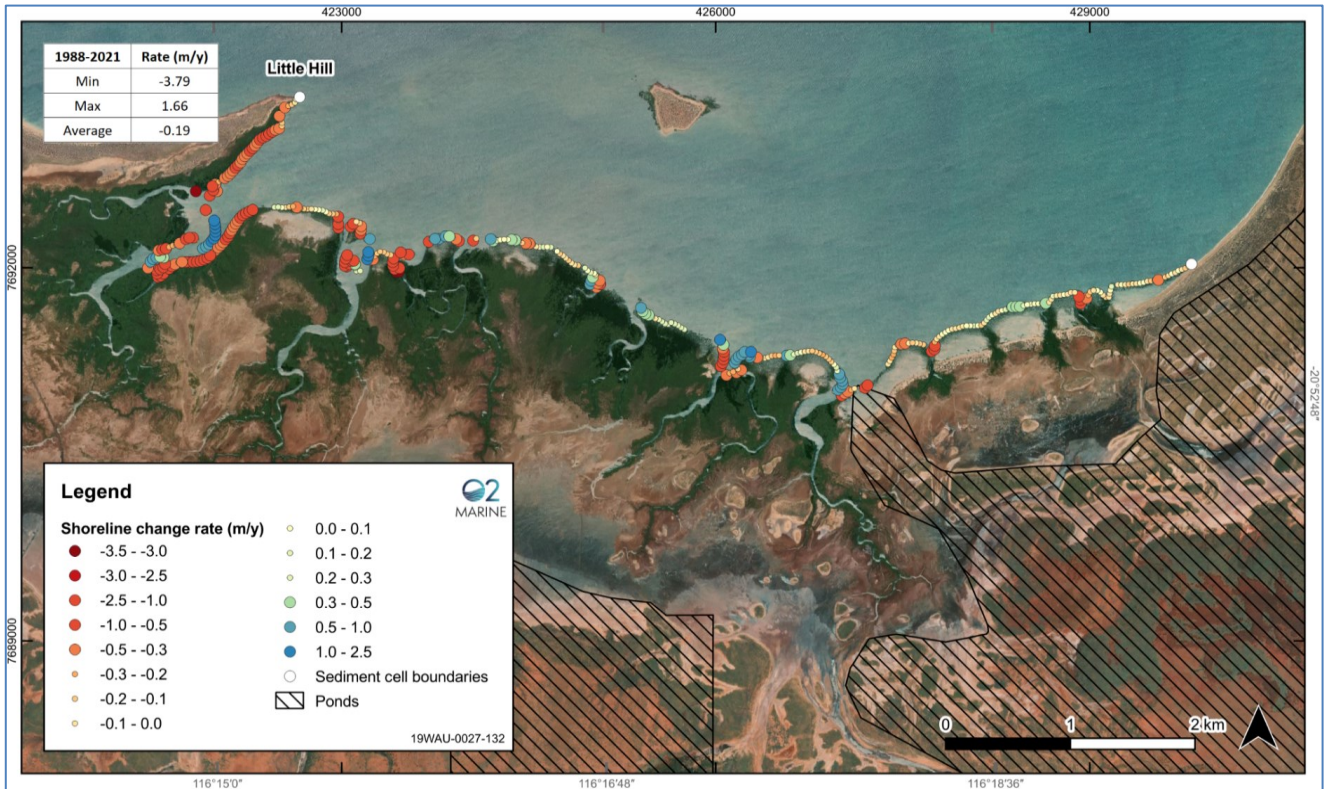 423000 426000 429000
1988-2021 Rate (m/y)
Min -3.79
Max 1.66
Average -0.19
Little Hill
7692000
-20°52'48"
7689000
Legend
O2
MARINE
Shoreline change rate (m/y)
-3.5 - -3.0
-3.0 - -2.5
-2.5 - -1.0
-1.0 - -0.5
-0.5 - -0.3
-0.3 - -0.2
-0.2 - -0.1
-0.1 - 0.0
0.0 - 0.1
0.1 - 0.2
0.2 - 0.3
0.3 - 0.5
0.5 - 1.0
1.0 - 2.5
Sediment cell boundaries
Ponds
19WAU-0027-132
0 1 2 km
116°15'0" 116°16'48" 116°18'36"